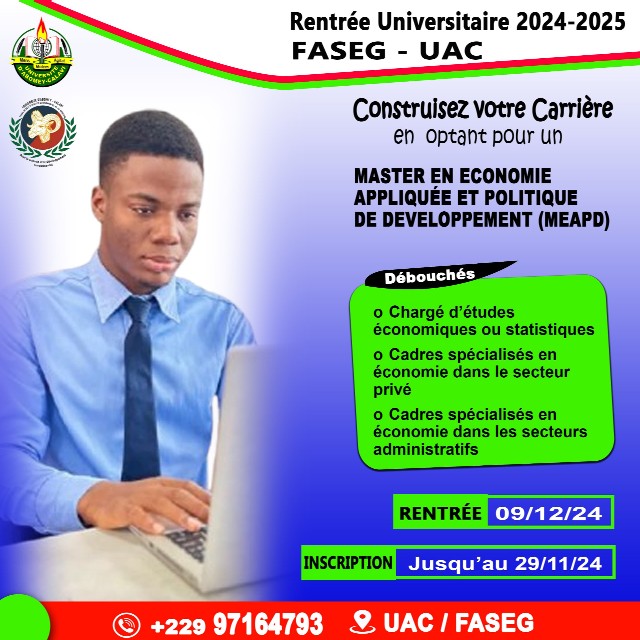 Rentrée Universitaire 2024-2025
FASEG - UAC
UNIVERSITÉ
D'ABOMEY-CALAVI
Construisez votre Carrière
en optant pour un
MASTER EN ECONOMIE
APPLIQUÉE ET POLITIQUE
DE DEVELOPPEMENT (MEAPD)
Débouchés
o Chargé d'études
économiques ou statistiques
o Cadres spécialisés en
économie dans le secteur
privé
o Cadres spécialisés en
économie dans les secteurs
administratifs
RENTRÉE 09/12/24
INSCRIPTION Jusqu'au 29/11/24
+229 97164793 UAC / FASEG